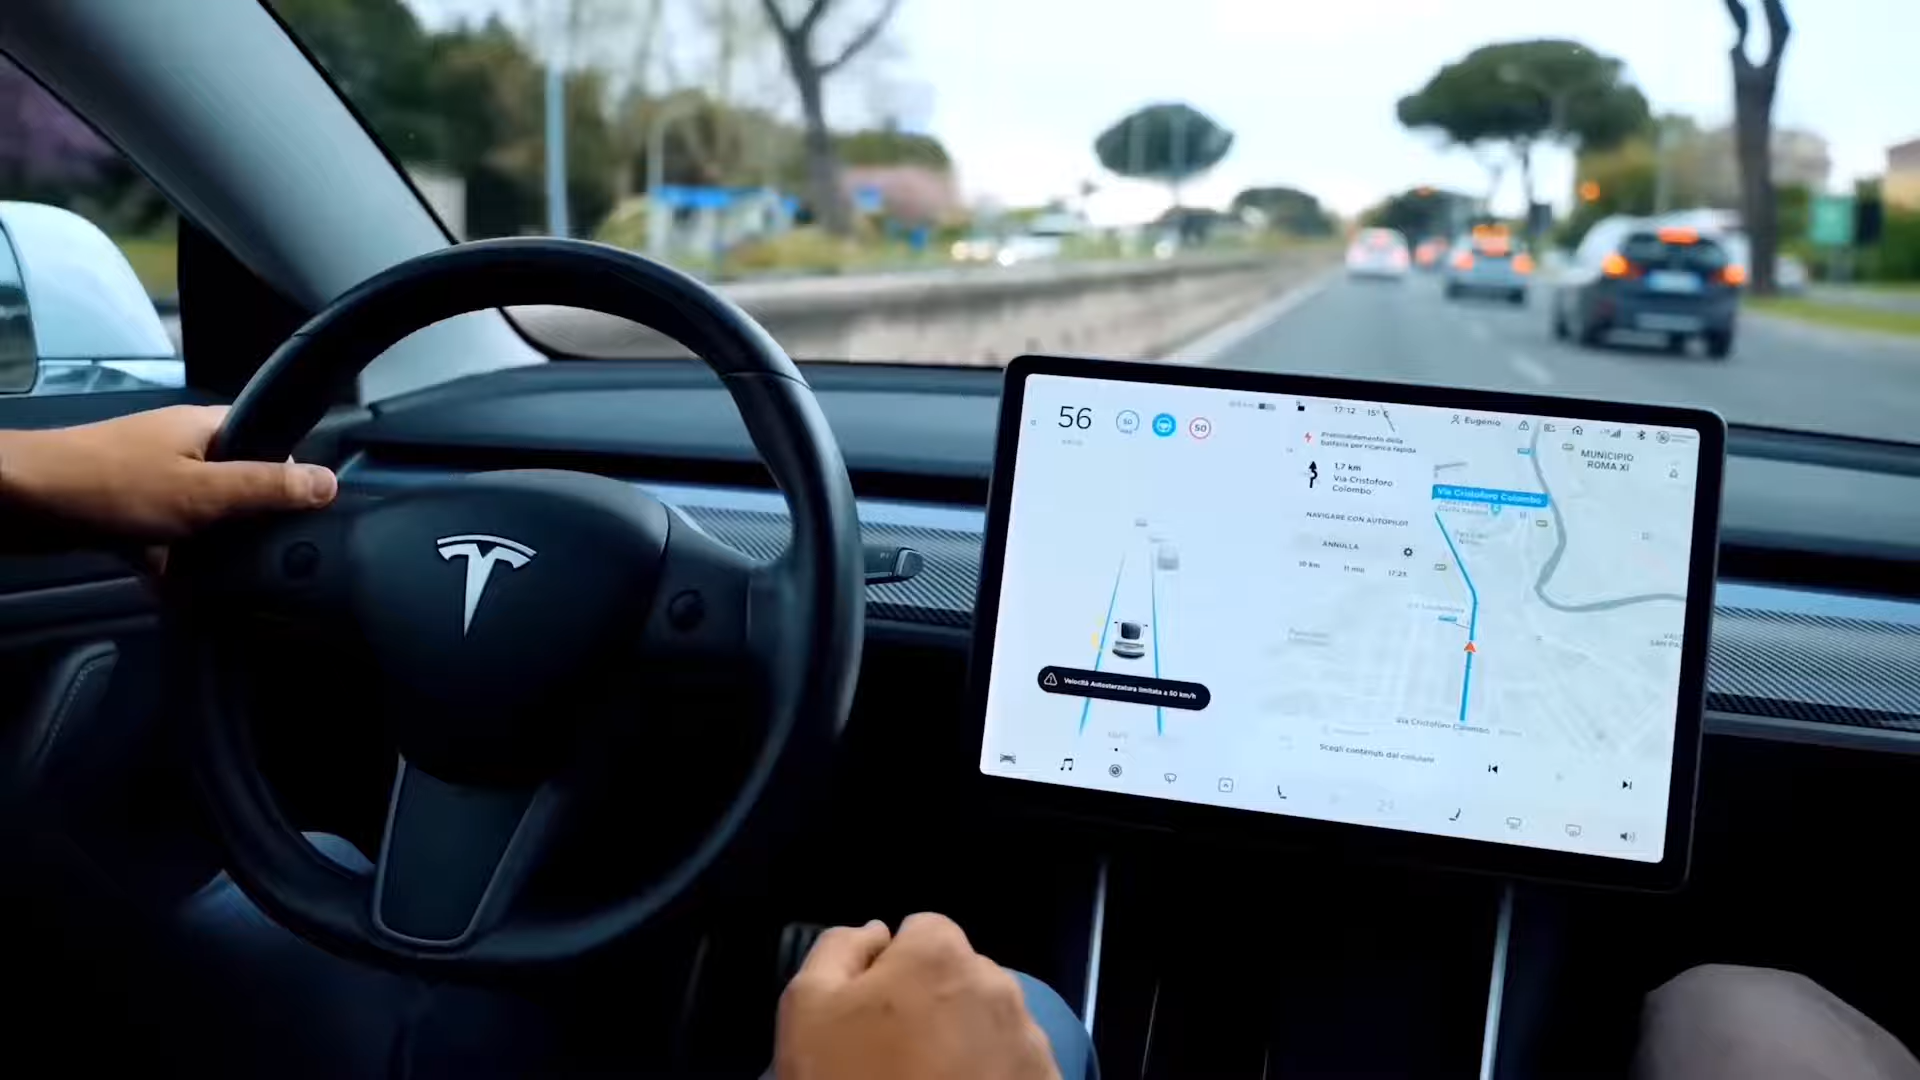 56
50
50
17:12
15° C
Eugenio
Precondizionamento della
batteria per ricarica rapida
1,7 km
Via Cristoforo
Colombo
NAVIGARE CON AUTOPILOT
ANNULLA
10 km
11 min
MUNICIPIO
ROMA XI
Via Cristoforo Colombo
Velocità Autosterzatura limitata a 50 km/h
Via Cristoforo Colombo
Scegli contenuti dal cellulare